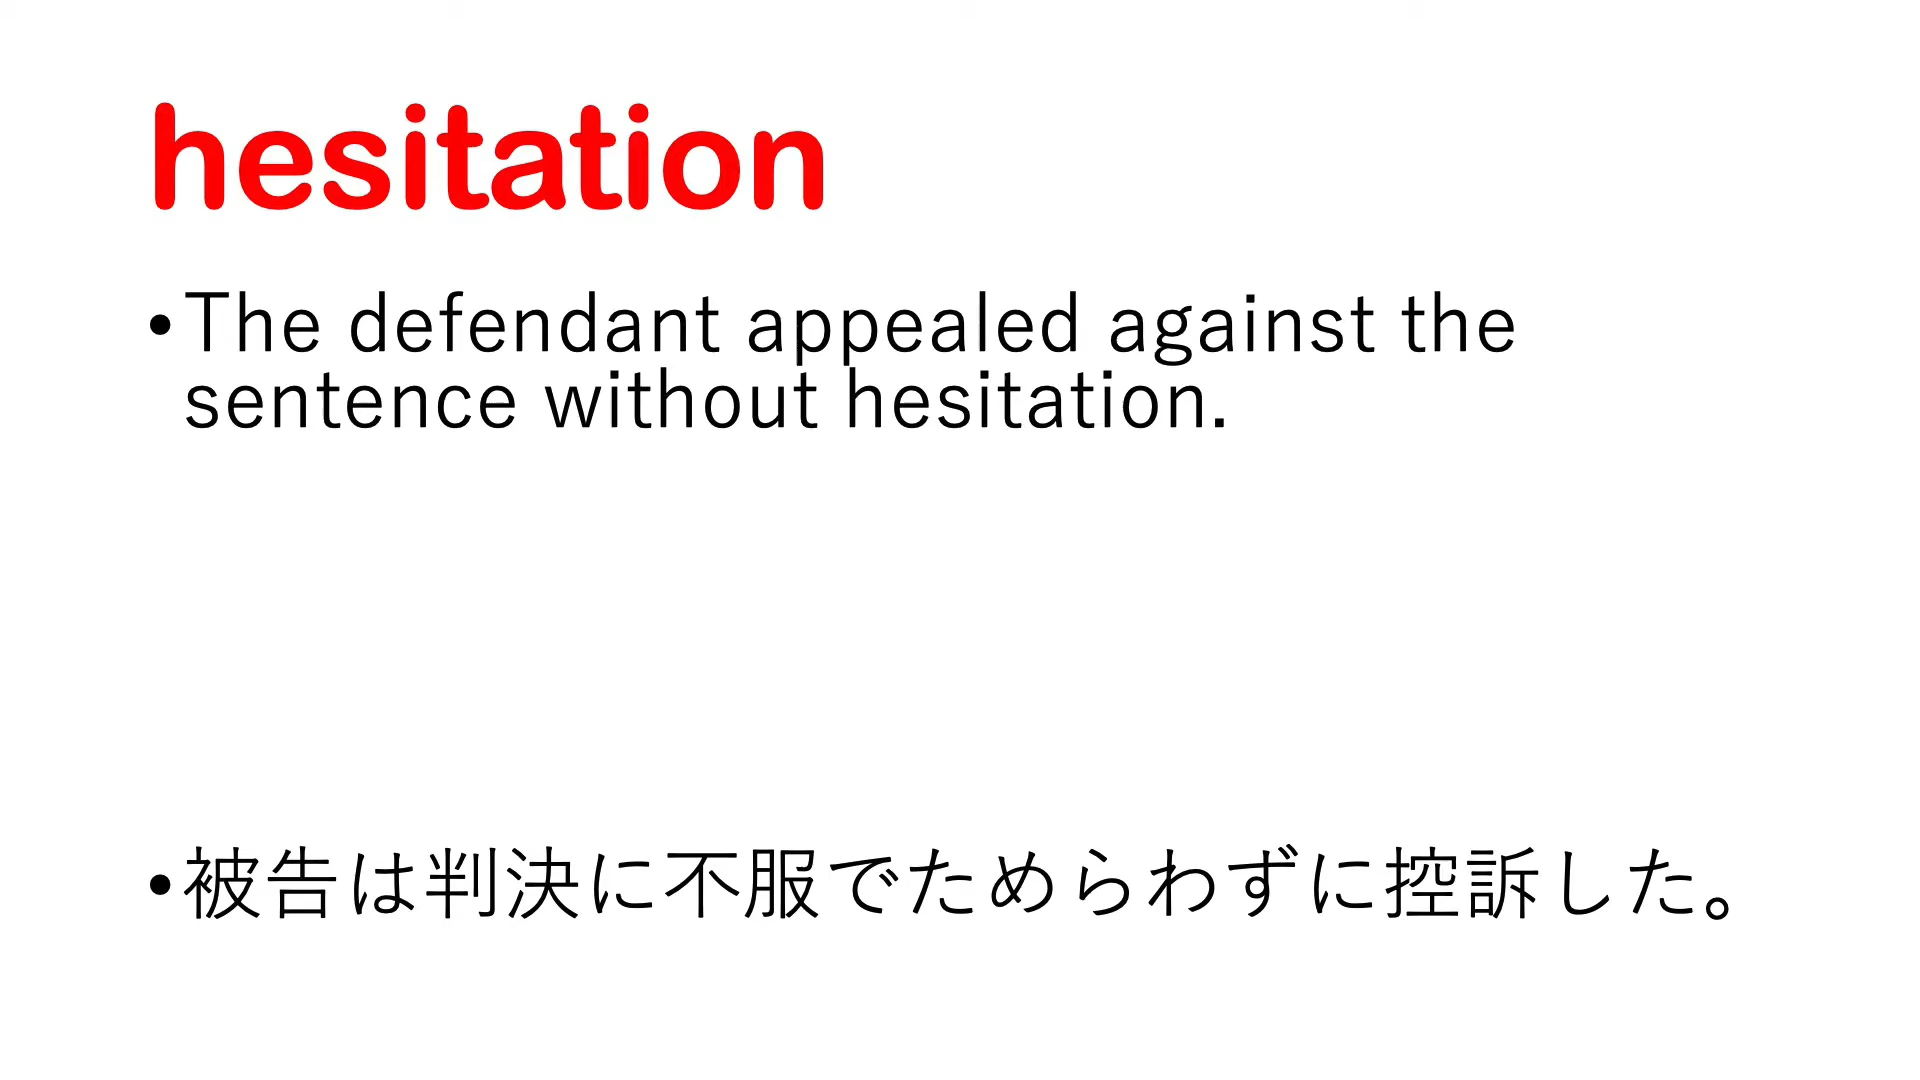 hesitation
•The defendant appealed against the
sentence without hesitation.
•被告は判決に不服でためらわずに控訴した。